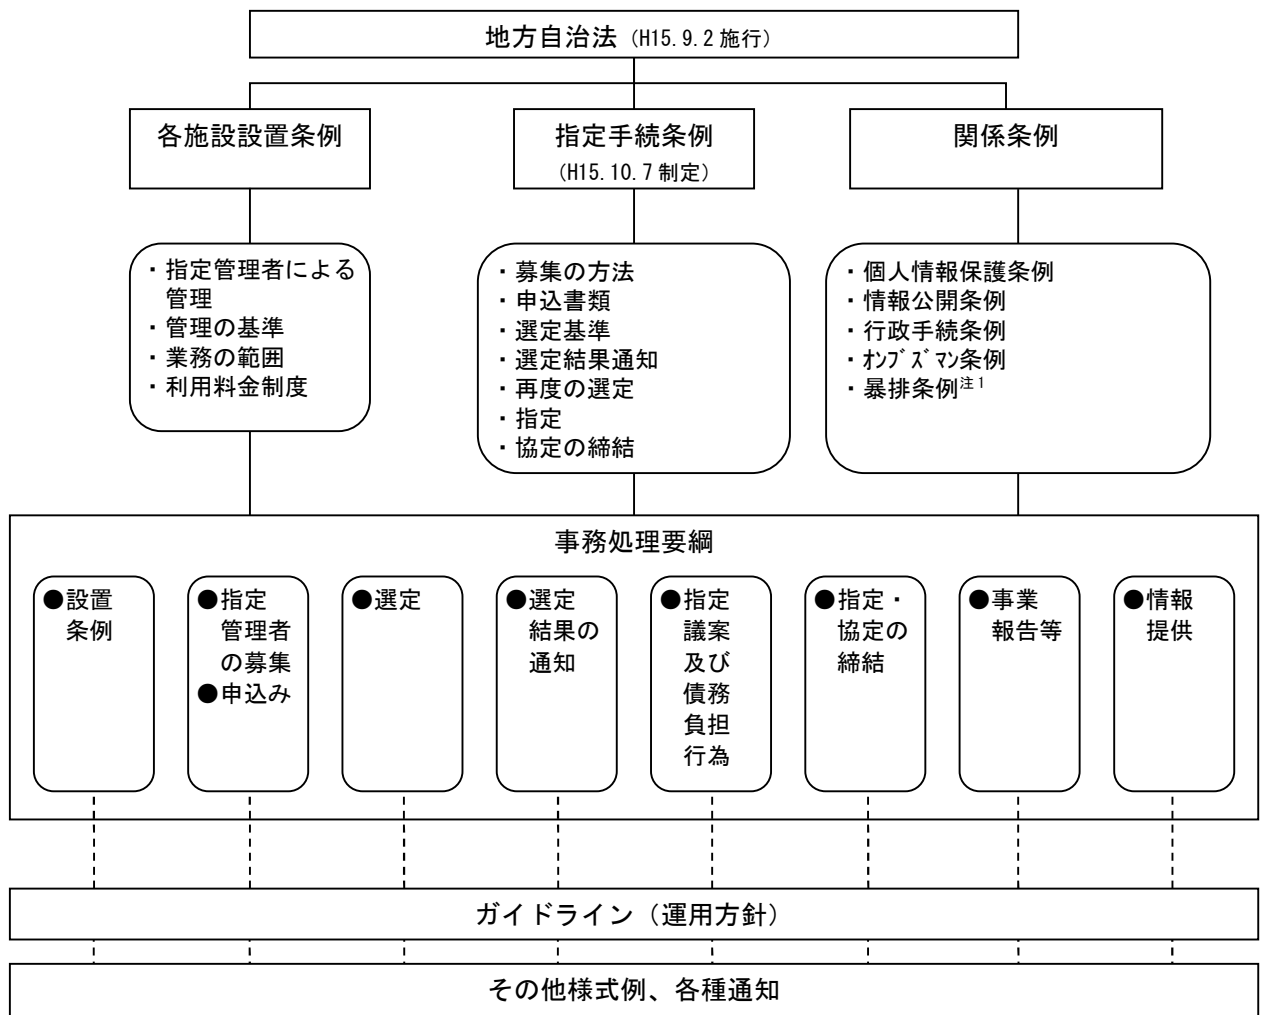 地方自治法（H15.9.2施行）
各施設設置条例
指定手続条例
（H15.10.7制定）
関係条例
・指定管理者による
管理
・管理の基準
・業務の範囲
・利用料金制度
・募集の方法
・申込書類
・選定基準
・選定結果通知
・再度の選定
・指定
・協定の締結
・個人情報保護条例
・情報公開条例
・行政手続条例
・ｵﾝﾌﾞｽﾞﾏﾝ条例
・暴排条例注1
事務処理要綱
●設置
条例
●指定
管理者
の募集
●申込み
●選定
●選定
結果の
通知
●指定
議案
及び
債務
負担
行為
●指定・
協定の
締結
●事業
報告等
●情報
提供
ガイドライン（運用方針）
その他様式例、各種通知